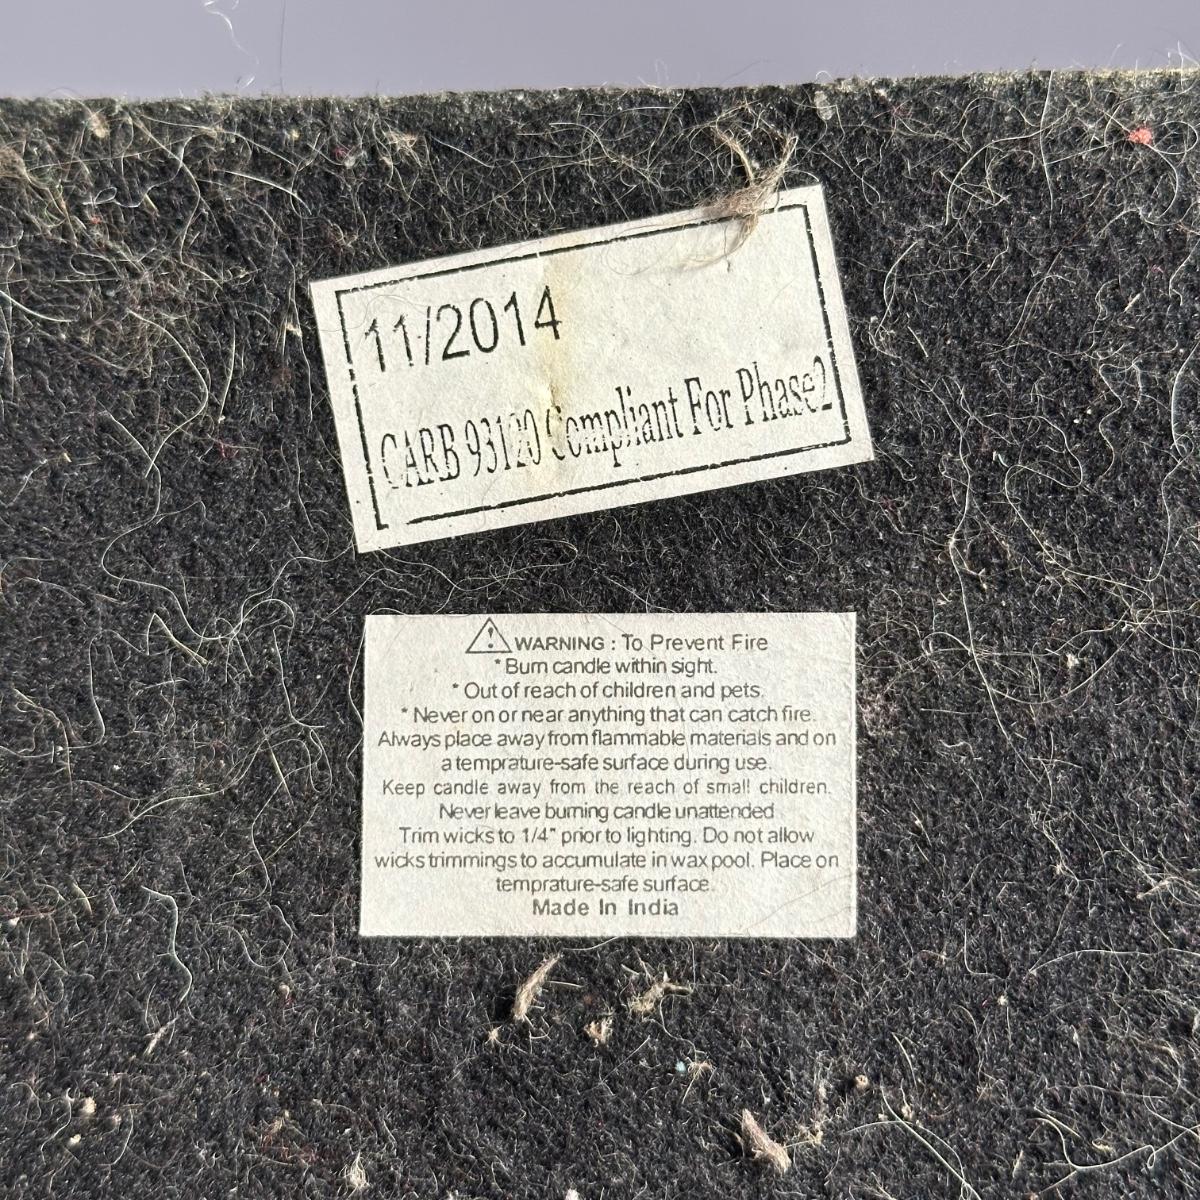 11/2014
CARB 93120 Compliant For Phase2
WARNING : To Prevent Fire
* Burn candle within sight.
* Out of reach of children and pets.
* Never on or near anything that can catch fire.
Always place away from flammable materials and on
a temprature-safe surface during use.
Keep candle away from the reach of small children.
Never leave burning candle unattended
Trim wicks to 1/4" prior to lighting. Do not allow
wicks trimmings to accumulate in wax pool. Place on
temprature-safe surface.
Made In India